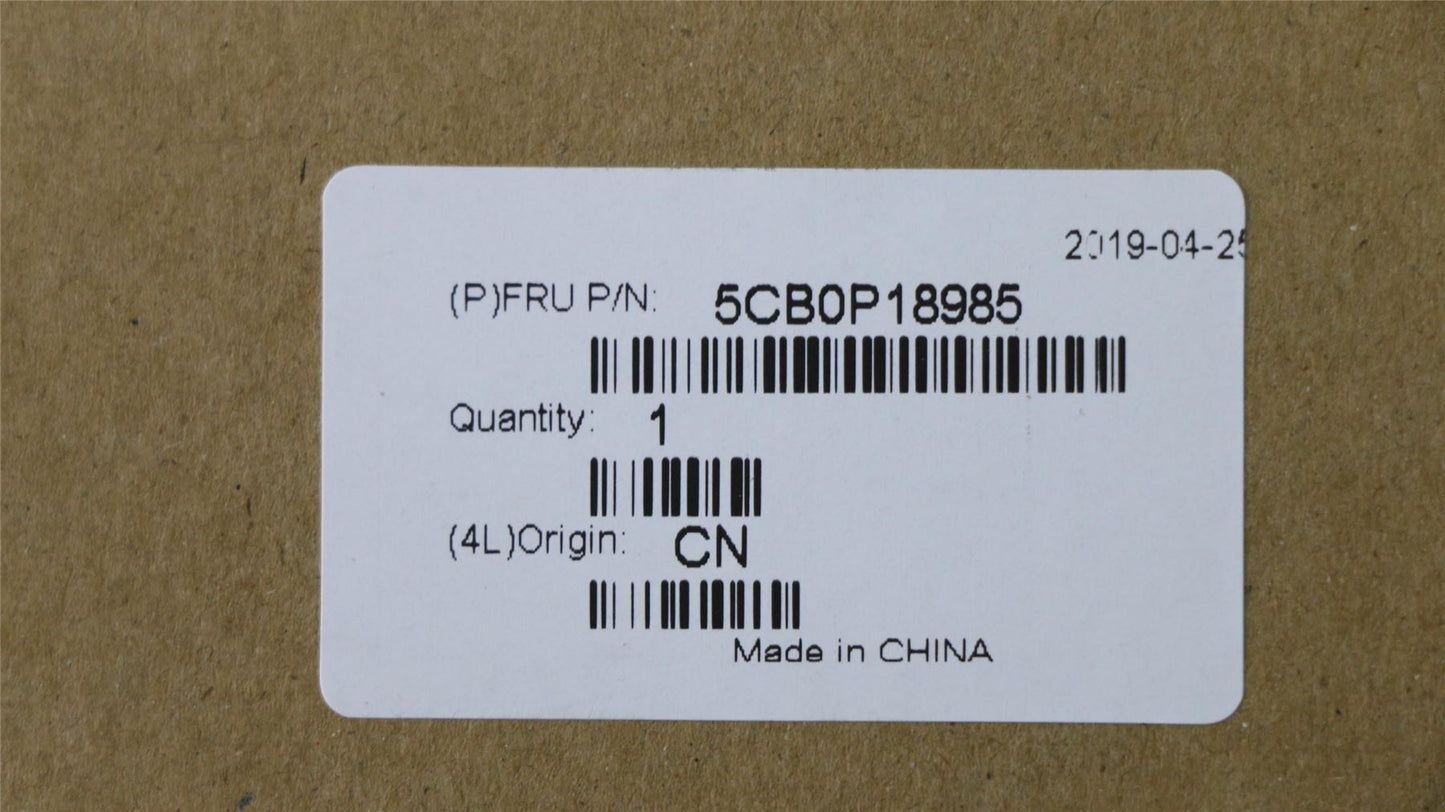 2019-04-25
(P)FRU P/N: 5CB0P18985
Quantity: 1
(4L)Origin: CN
Made in CHINA